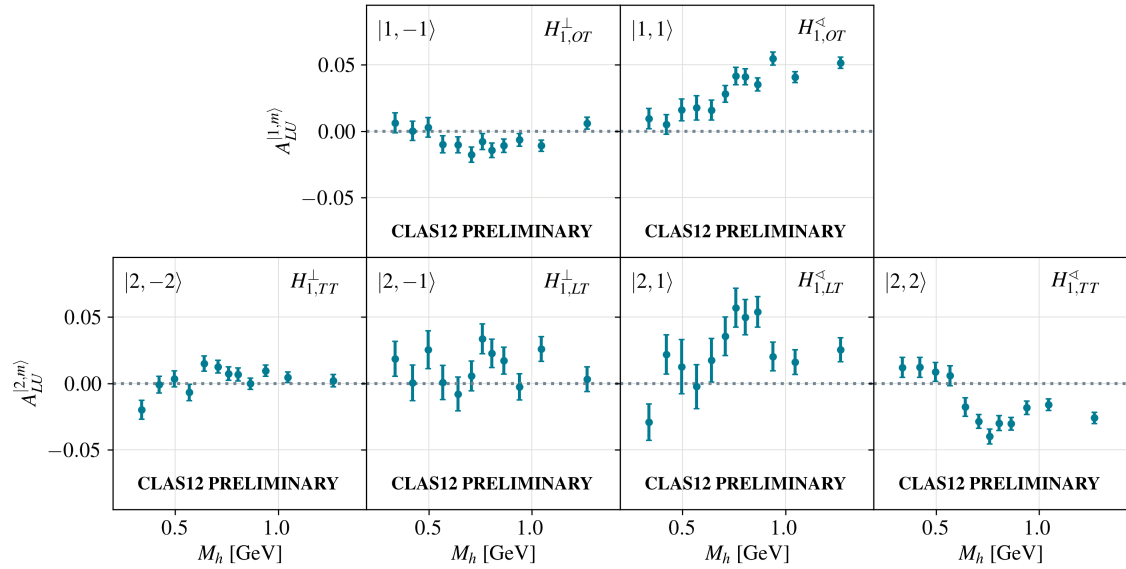 |1, −1⟩ H⊥1,OT
|1, 1⟩ H∢1,OT
A|1,m⟩LU
0.05
0.00
−0.05
CLAS12 PRELIMINARY
CLAS12 PRELIMINARY
|2, −2⟩ H⊥1,TT
|2, −1⟩ H⊥1,LT
|2, 1⟩ H∢1,LT
|2, 2⟩ H∢1,TT
A|2,m⟩LU
0.05
0.00
−0.05
CLAS12 PRELIMINARY
CLAS12 PRELIMINARY
CLAS12 PRELIMINARY
CLAS12 PRELIMINARY
0.5 1.0
0.5 1.0
0.5 1.0
0.5 1.0
Mh [GeV]
Mh [GeV]
Mh [GeV]
Mh [GeV]